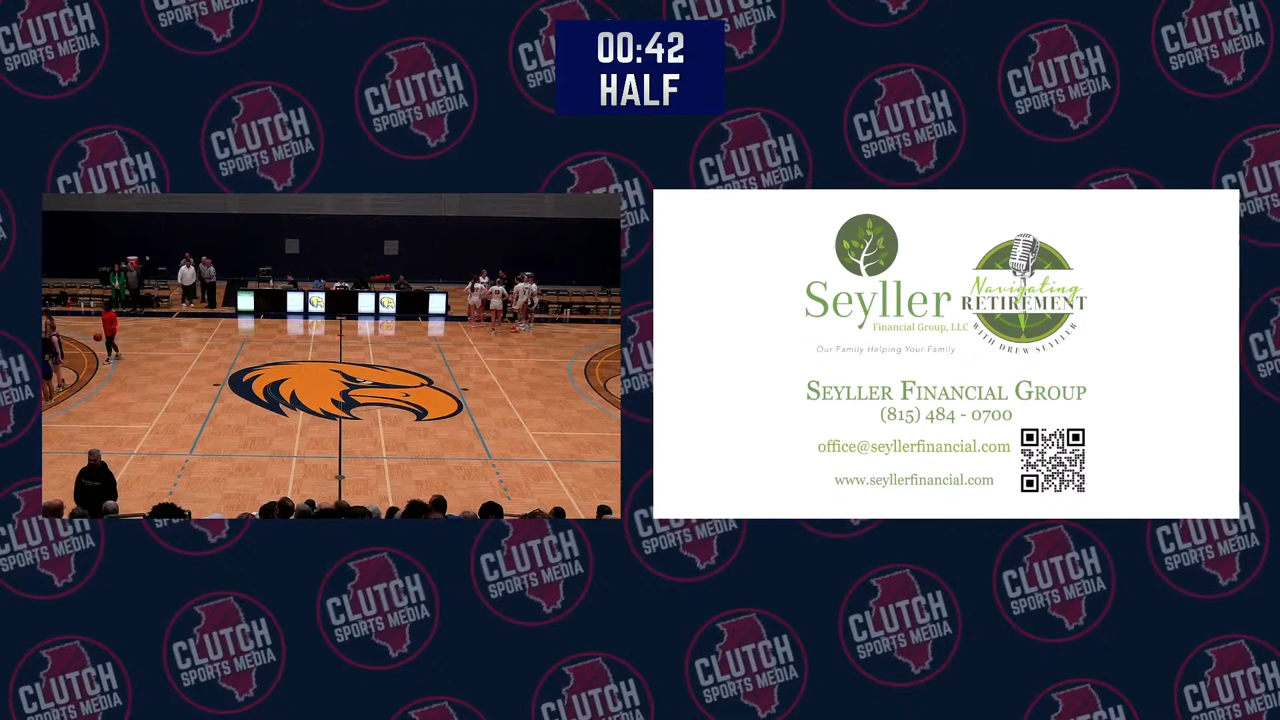 00:42
HALF
Seyller
Financial Group, LLC
Our Family Helping Your Family
Navigating
RETIREMENT
WITH DREW SEYLLER
SEYLLER FINANCIAL GROUP
(815) 484 - 0700
office@seyllerfinancial.com
www.seyllerfinancial.com
CLUTCH
SPORTS MEDIA